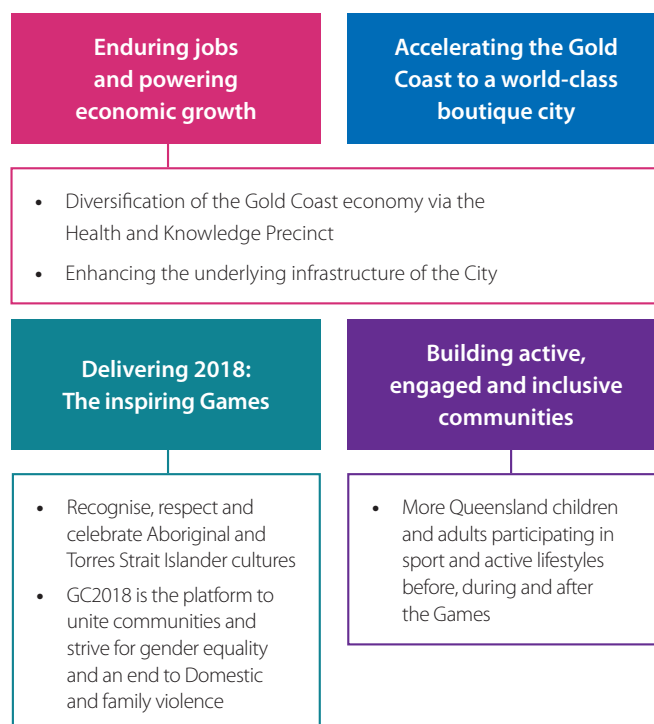 Enduring jobs
and powering
economic growth
Accelerating the Gold
Coast to a world-class
boutique city
• Diversification of the Gold Coast economy via the
Health and Knowledge Precinct
• Enhancing the underlying infrastructure of the City
Delivering 2018:
The inspiring Games
• Recognise, respect and
celebrate Aboriginal and
Torres Strait Islander cultures
• GC2018 is the platform to
unite communities and
strive for gender equality
and an end to Domestic
and family violence
Building active,
engaged and inclusive
communities
• More Queensland children
and adults participating in
sport and active lifestyles
before, during and after
the Games